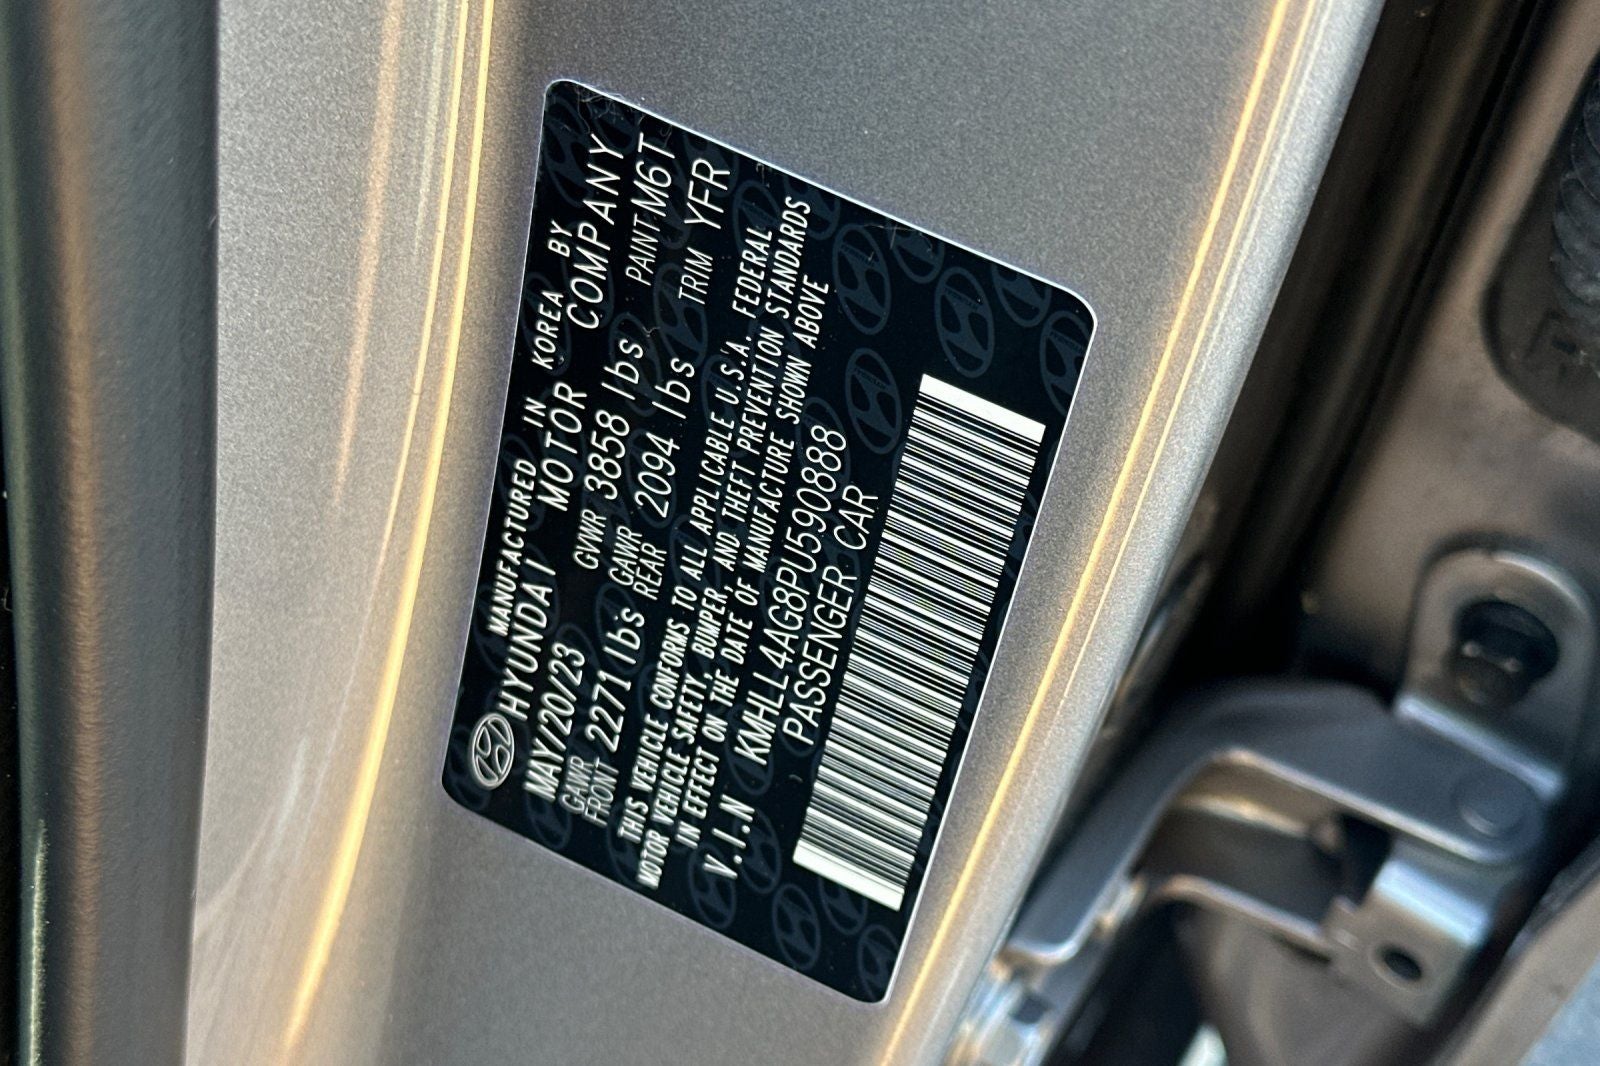 MANUFACTURED IN KOREA BY
HYUNDAI MOTOR COMPANY
MAY/20/23 GVWR 3858 lbs PAINT M6T
GAWR FRONT 2271 lbs GAWR REAR 2094 lbs TRIM YFR
THIS VEHICLE CONFORMS TO ALL APPLICABLE U.S.A. FEDERAL
MOTOR VEHICLE SAFETY, BUMPER, AND THEFT PREVENTION STANDARDS
IN EFFECT ON THE DATE OF MANUFACTURE SHOWN ABOVE
V.I.N KMHLL4AG8PU590888
PASSENGER CAR